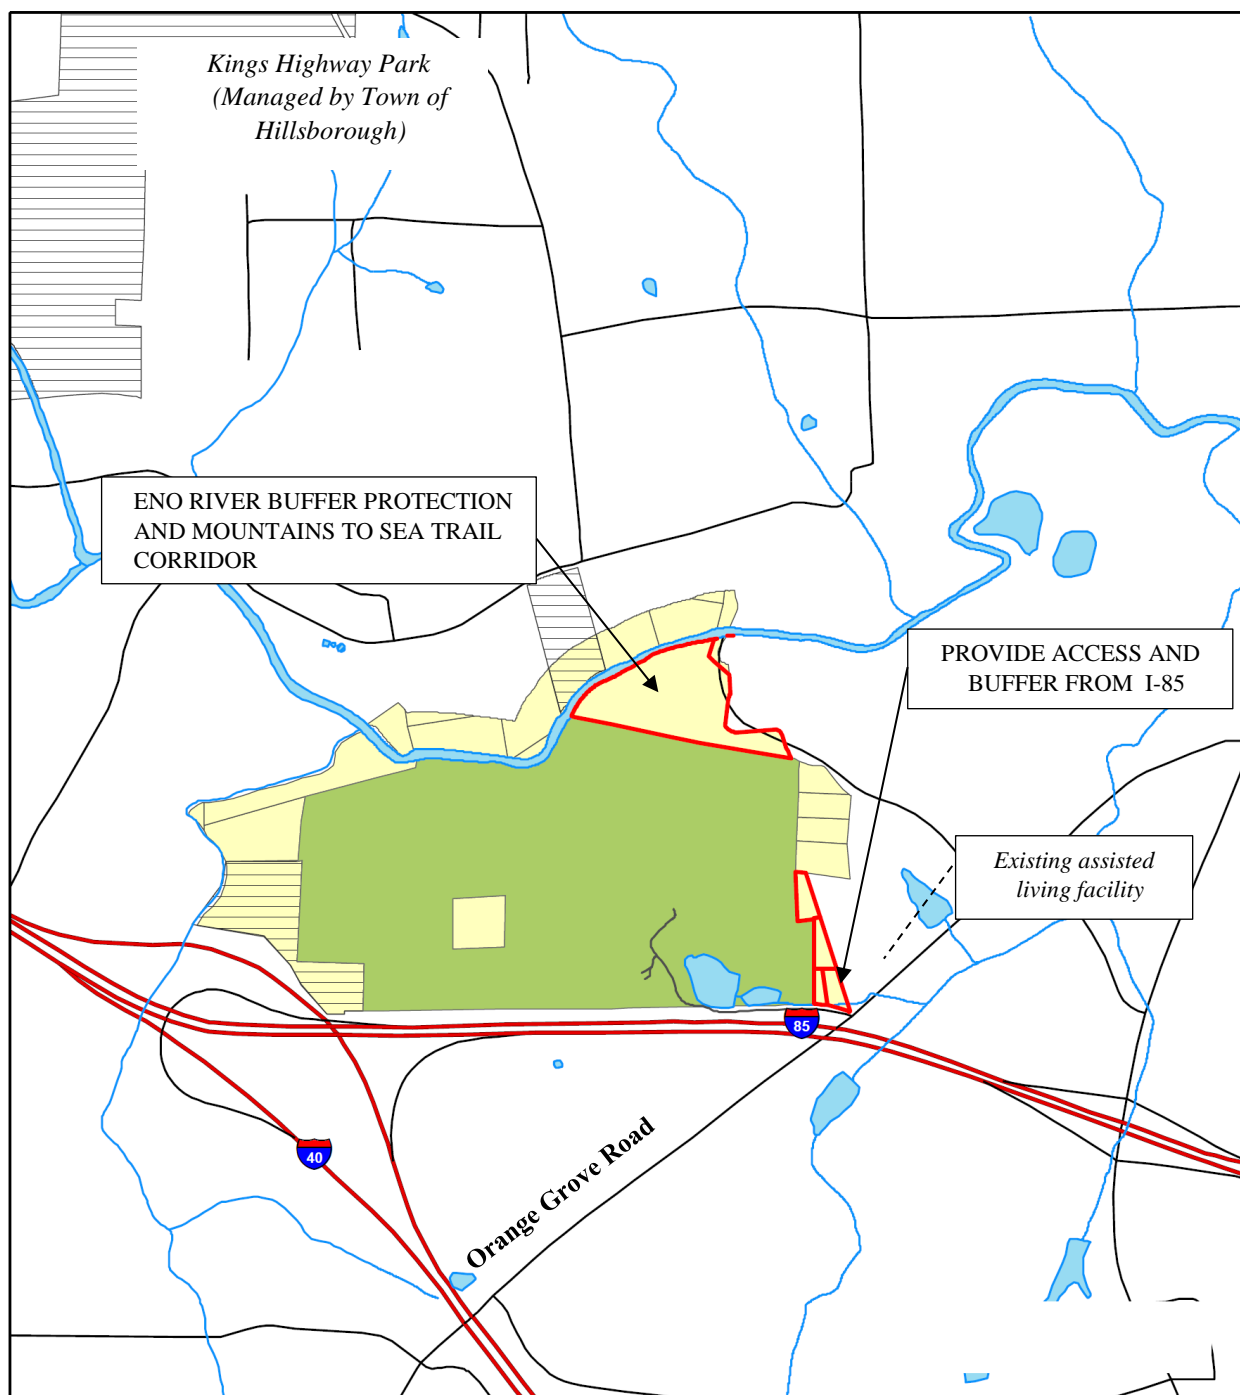 Kings Highway Park
(Managed by Town of
Hillsborough)
ENO RIVER BUFFER PROTECTION
AND MOUNTAINS TO SEA TRAIL
CORRIDOR
PROVIDE ACCESS AND
BUFFER FROM I-85
Existing assisted
living facility
85
40
Orange Grove Road